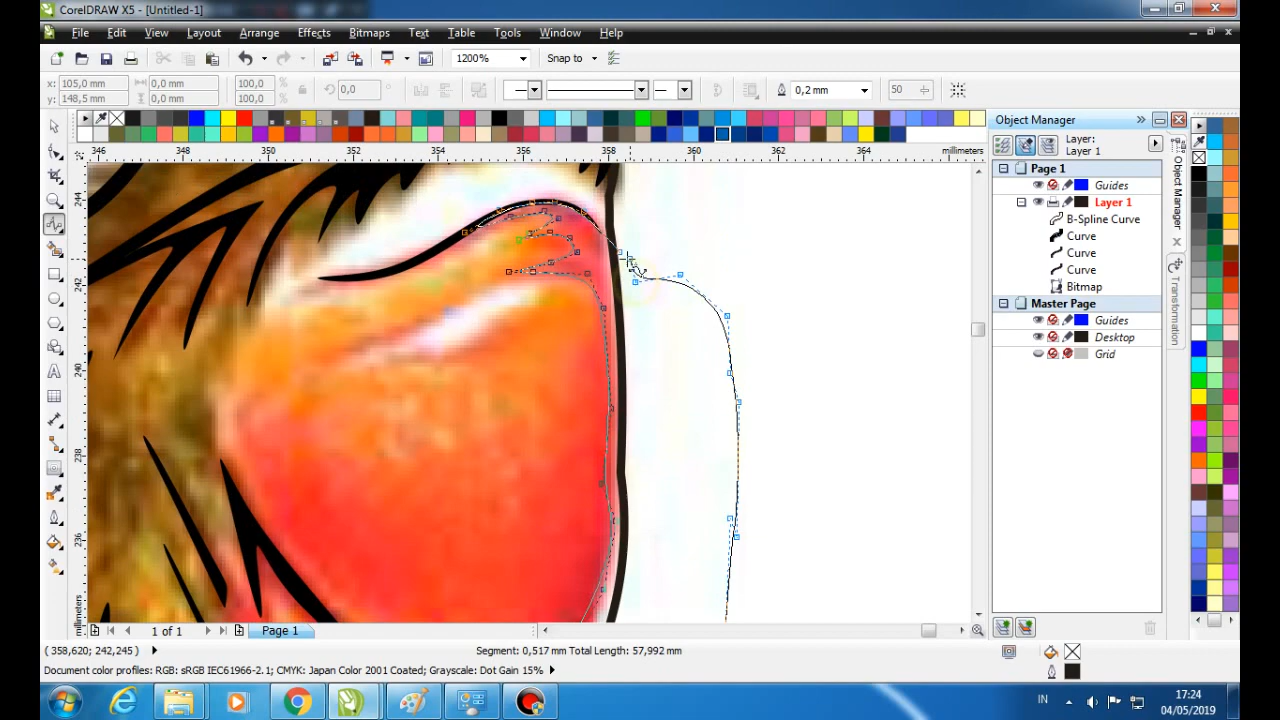 CorelDRAW X5 - [Untitled-1]
File Edit View Layout Arrange Effects Bitmaps Text Table Tools Window Help
1200% Snap to
x: 105,0 mm 0,0 mm 100,0 % 0,0 ° 0,2 mm 50
y: 148,5 mm 0,0 mm 100,0 %
346 350 352 354 356 358 360 362 364 millimeters
244
242
240
238
236
millimeters
Object Manager
Layer:
Layer 1
Page 1
Guides
Layer 1
B-Spline Curve
Curve
Curve
Curve
Bitmap
Master Page
Guides
Desktop
Grid
Object Manager
Transformation
1 of 1 Page 1
( 358,620; 242,245 ) Segment: 0,517 mm Total Length: 57,992 mm
Document color profiles: RGB: sRGB IEC61966-2.1; CMYK: Japan Color 2001 Coated; Grayscale: Dot Gain 15%
IN 17:24
04/05/2019